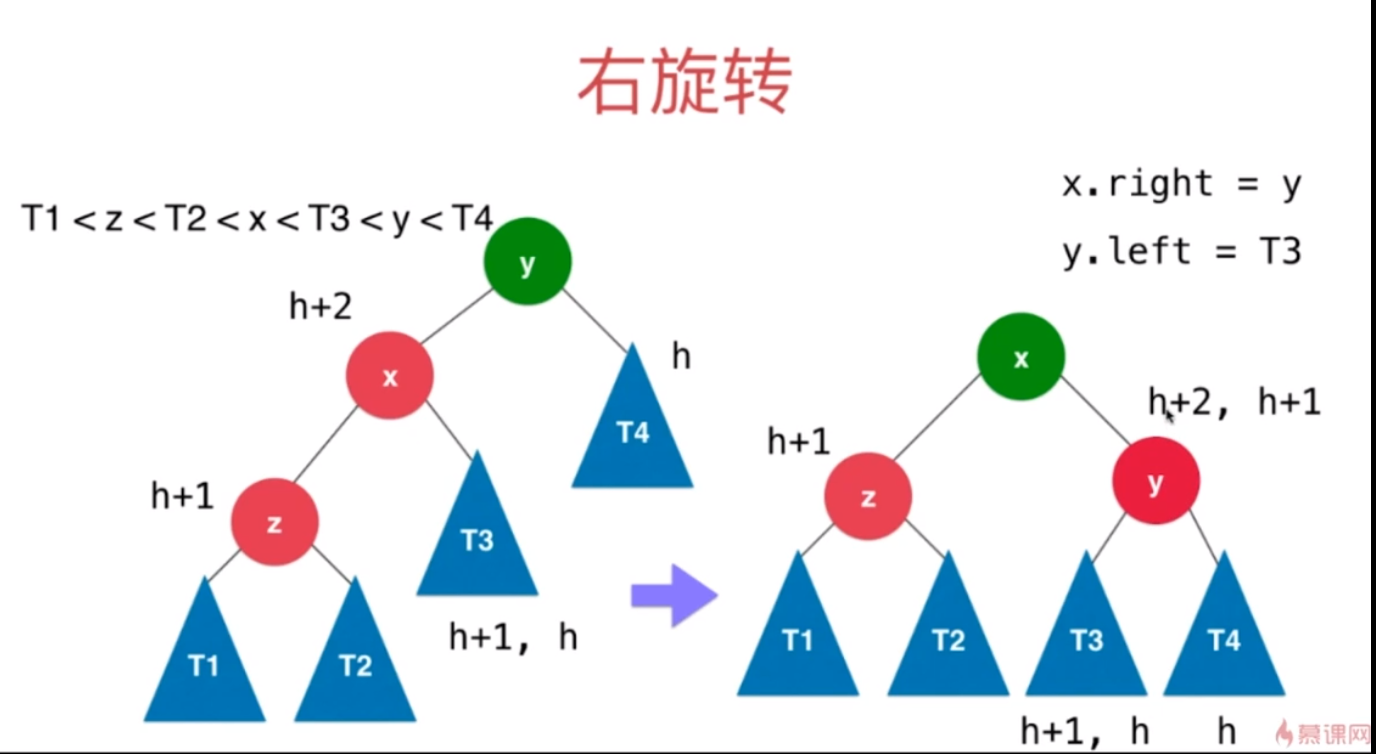 右旋转
x.right = y
T1 < z < T2 < x < T3 < y < T4
y.left = T3
y
h+2
x
h
T4
h+1
z
T3
T1
T2
h+1, h
x
h+2, h+1
h+1
z
y
T1
T2
T3
T4
h+1, h
h
慕课网